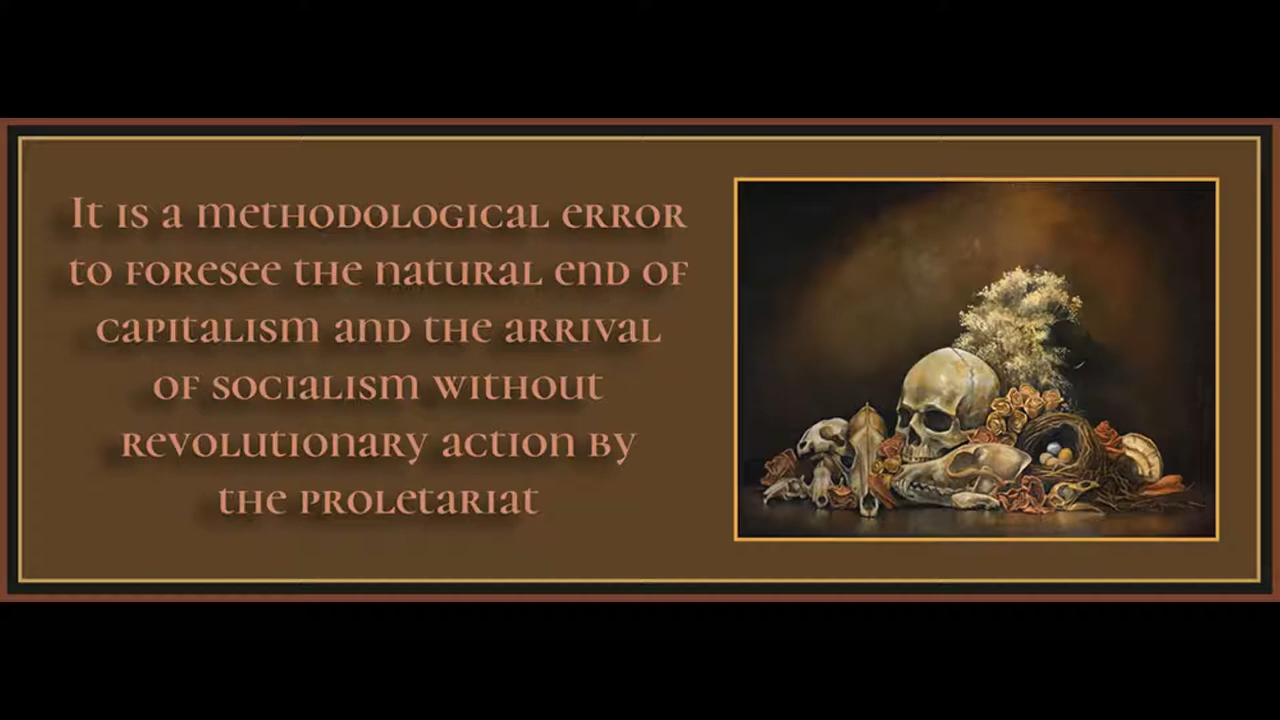 It is a methodological error
to foresee the natural end of
capitalism and the arrival
of socialism without
revolutionary action by
the proletariat